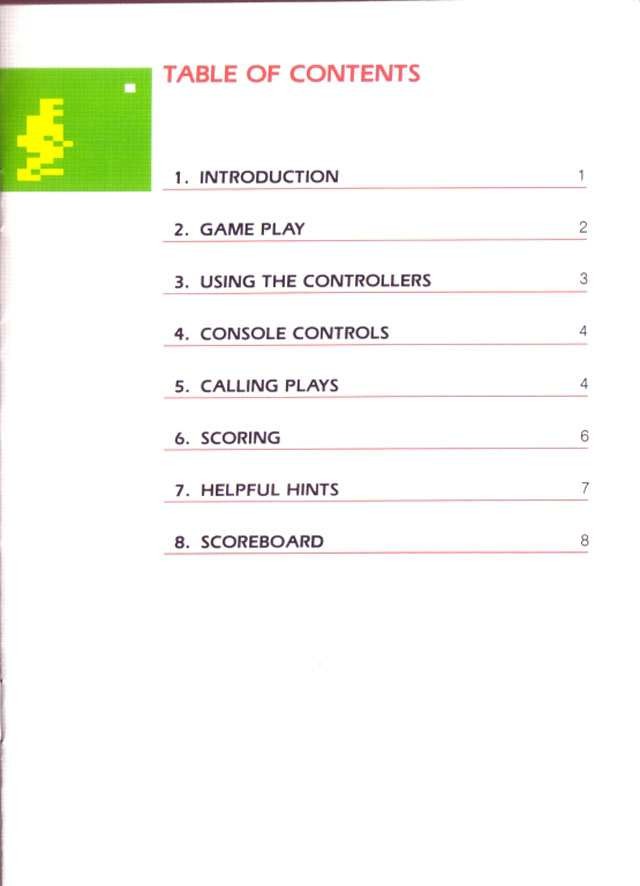 TABLE OF CONTENTS
1. INTRODUCTION 1
2. GAME PLAY 2
3. USING THE CONTROLLERS 3
4. CONSOLE CONTROLS 4
5. CALLING PLAYS 4
6. SCORING 6
7. HELPFUL HINTS 7
8. SCOREBOARD 8